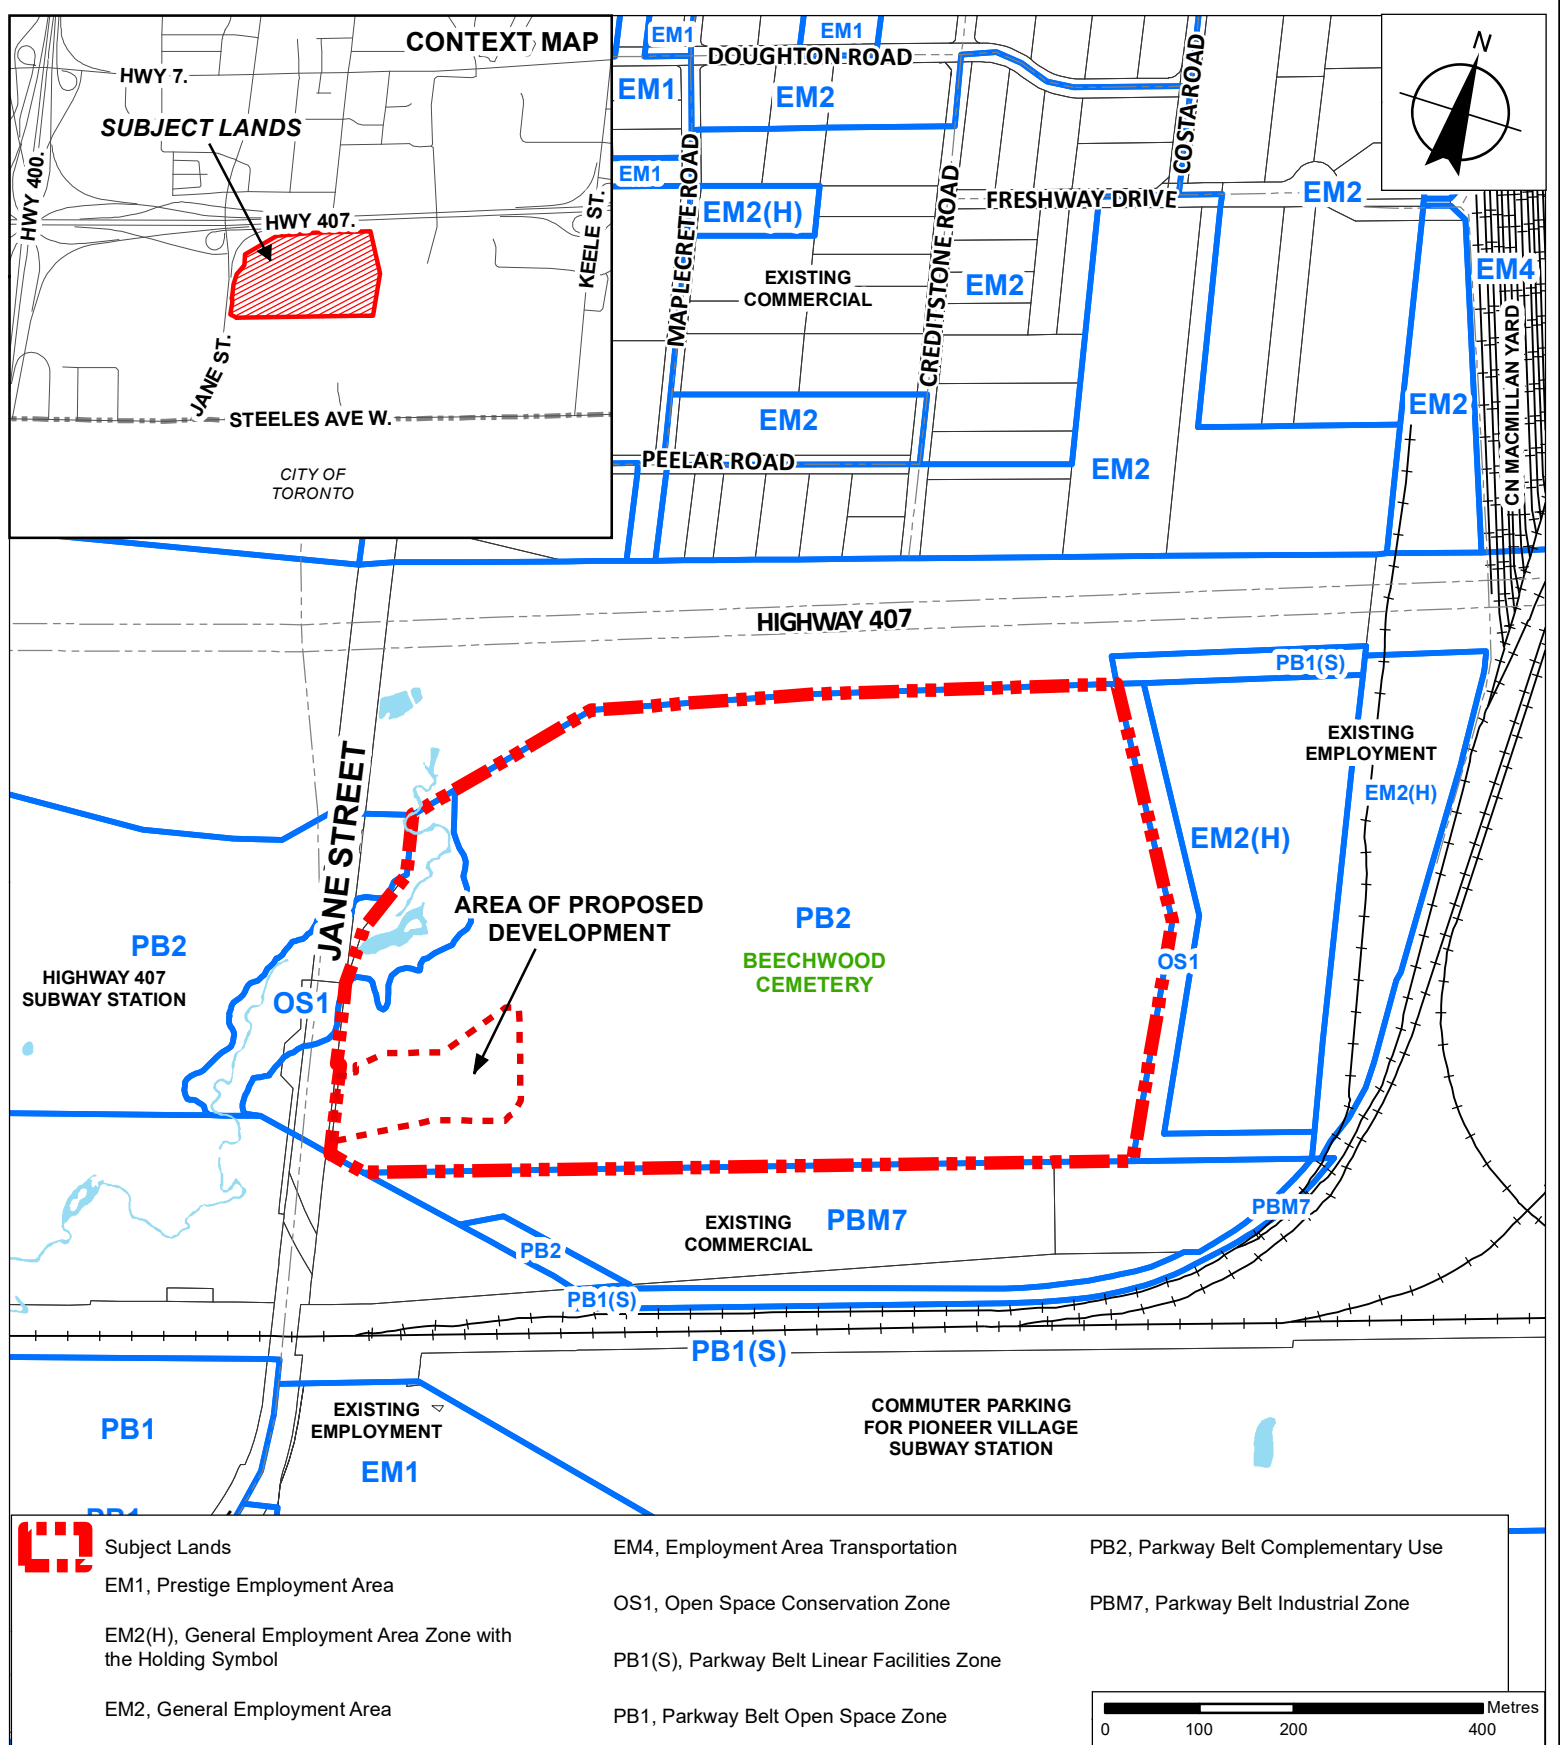 CONTEXT MAP
HWY 7.
SUBJECT LANDS
HWY 400.
HWY 407.
KEELE ST.
JANE ST.
STEELES AVE W.
CITY OF
TORONTO
N
EM1
EM1
DOUGHTON ROAD
EM1
EM2
COSTA ROAD
MAPLECRETE ROAD
EM1
EM2(H)
CREDITSTONE ROAD
FRESHWAY DRIVE
EM2
EXISTING
COMMERCIAL
EM2
EM4
CN MACMILLAN YARD
EM2
EM2
PEELAR ROAD
EM2
HIGHWAY 407
PB1(S)
EXISTING
EMPLOYMENT
EM2(H)
JANE STREET
EM2(H)
AREA OF PROPOSED
DEVELOPMENT
PB2
BEECHWOOD
CEMETERY
PB2
HIGHWAY 407
SUBWAY STATION
OS1
OS1
PBM7
EXISTING
COMMERCIAL
PBM7
PB2
PB1(S)
PB1(S)
PB1
EXISTING
EMPLOYMENT
EM1
COMMUTER PARKING
FOR PIONEER VILLAGE
SUBWAY STATION
PB1
Subject Lands
EM1, Prestige Employment Area
EM2(H), General Employment Area Zone with
the Holding Symbol
EM2, General Employment Area
EM4, Employment Area Transportation
OS1, Open Space Conservation Zone
PB1(S), Parkway Belt Linear Facilities Zone
PB1, Parkway Belt Open Space Zone
PB2, Parkway Belt Complementary Use
PBM7, Parkway Belt Industrial Zone
Metres
0 100 200 400